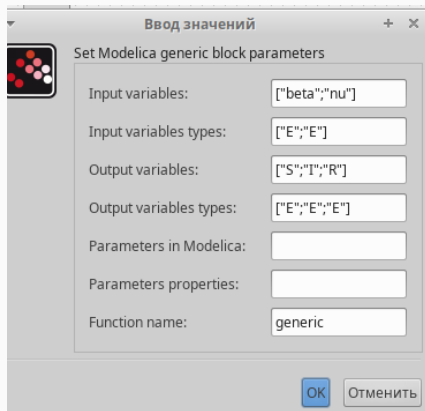 Ввод значений
Set Modelica generic block parameters
Input variables: ["beta";"nu"]
Input variables types: ["E";"E"]
Output variables: ["S";"I";"R"]
Output variables types: ["E";"E";"E"]
Parameters in Modelica:
Parameters properties:
Function name: generic
OK Отменить